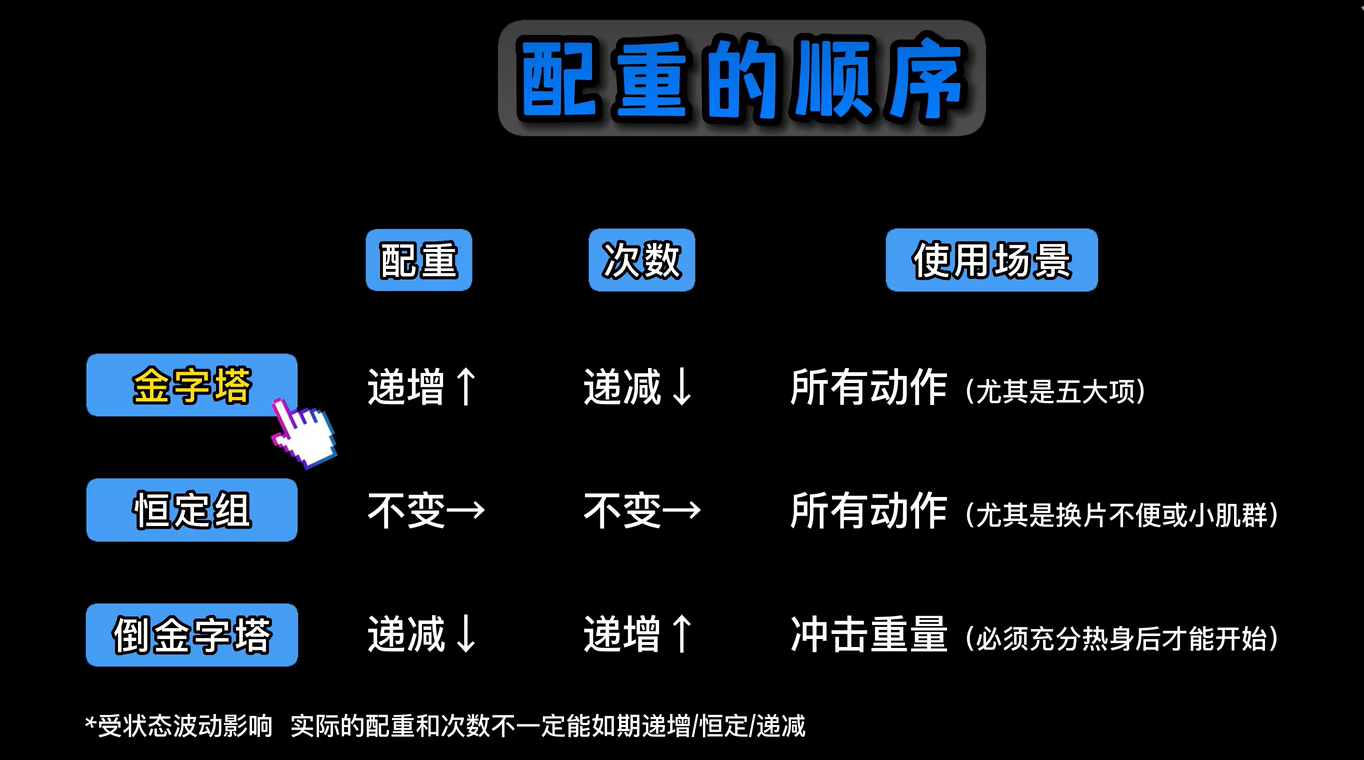 配重的顺序
配重 次数 使用场景
金字塔 递增↑ 递减↓ 所有动作（尤其是五大项）
恒定组 不变→ 不变→ 所有动作（尤其是换片不便或小肌群）
倒金字塔 递减↓ 递增↑ 冲击重量（必须充分热身后才能开始）
*受状态波动影响 实际的配重和次数不一定能如期递增/恒定/递减